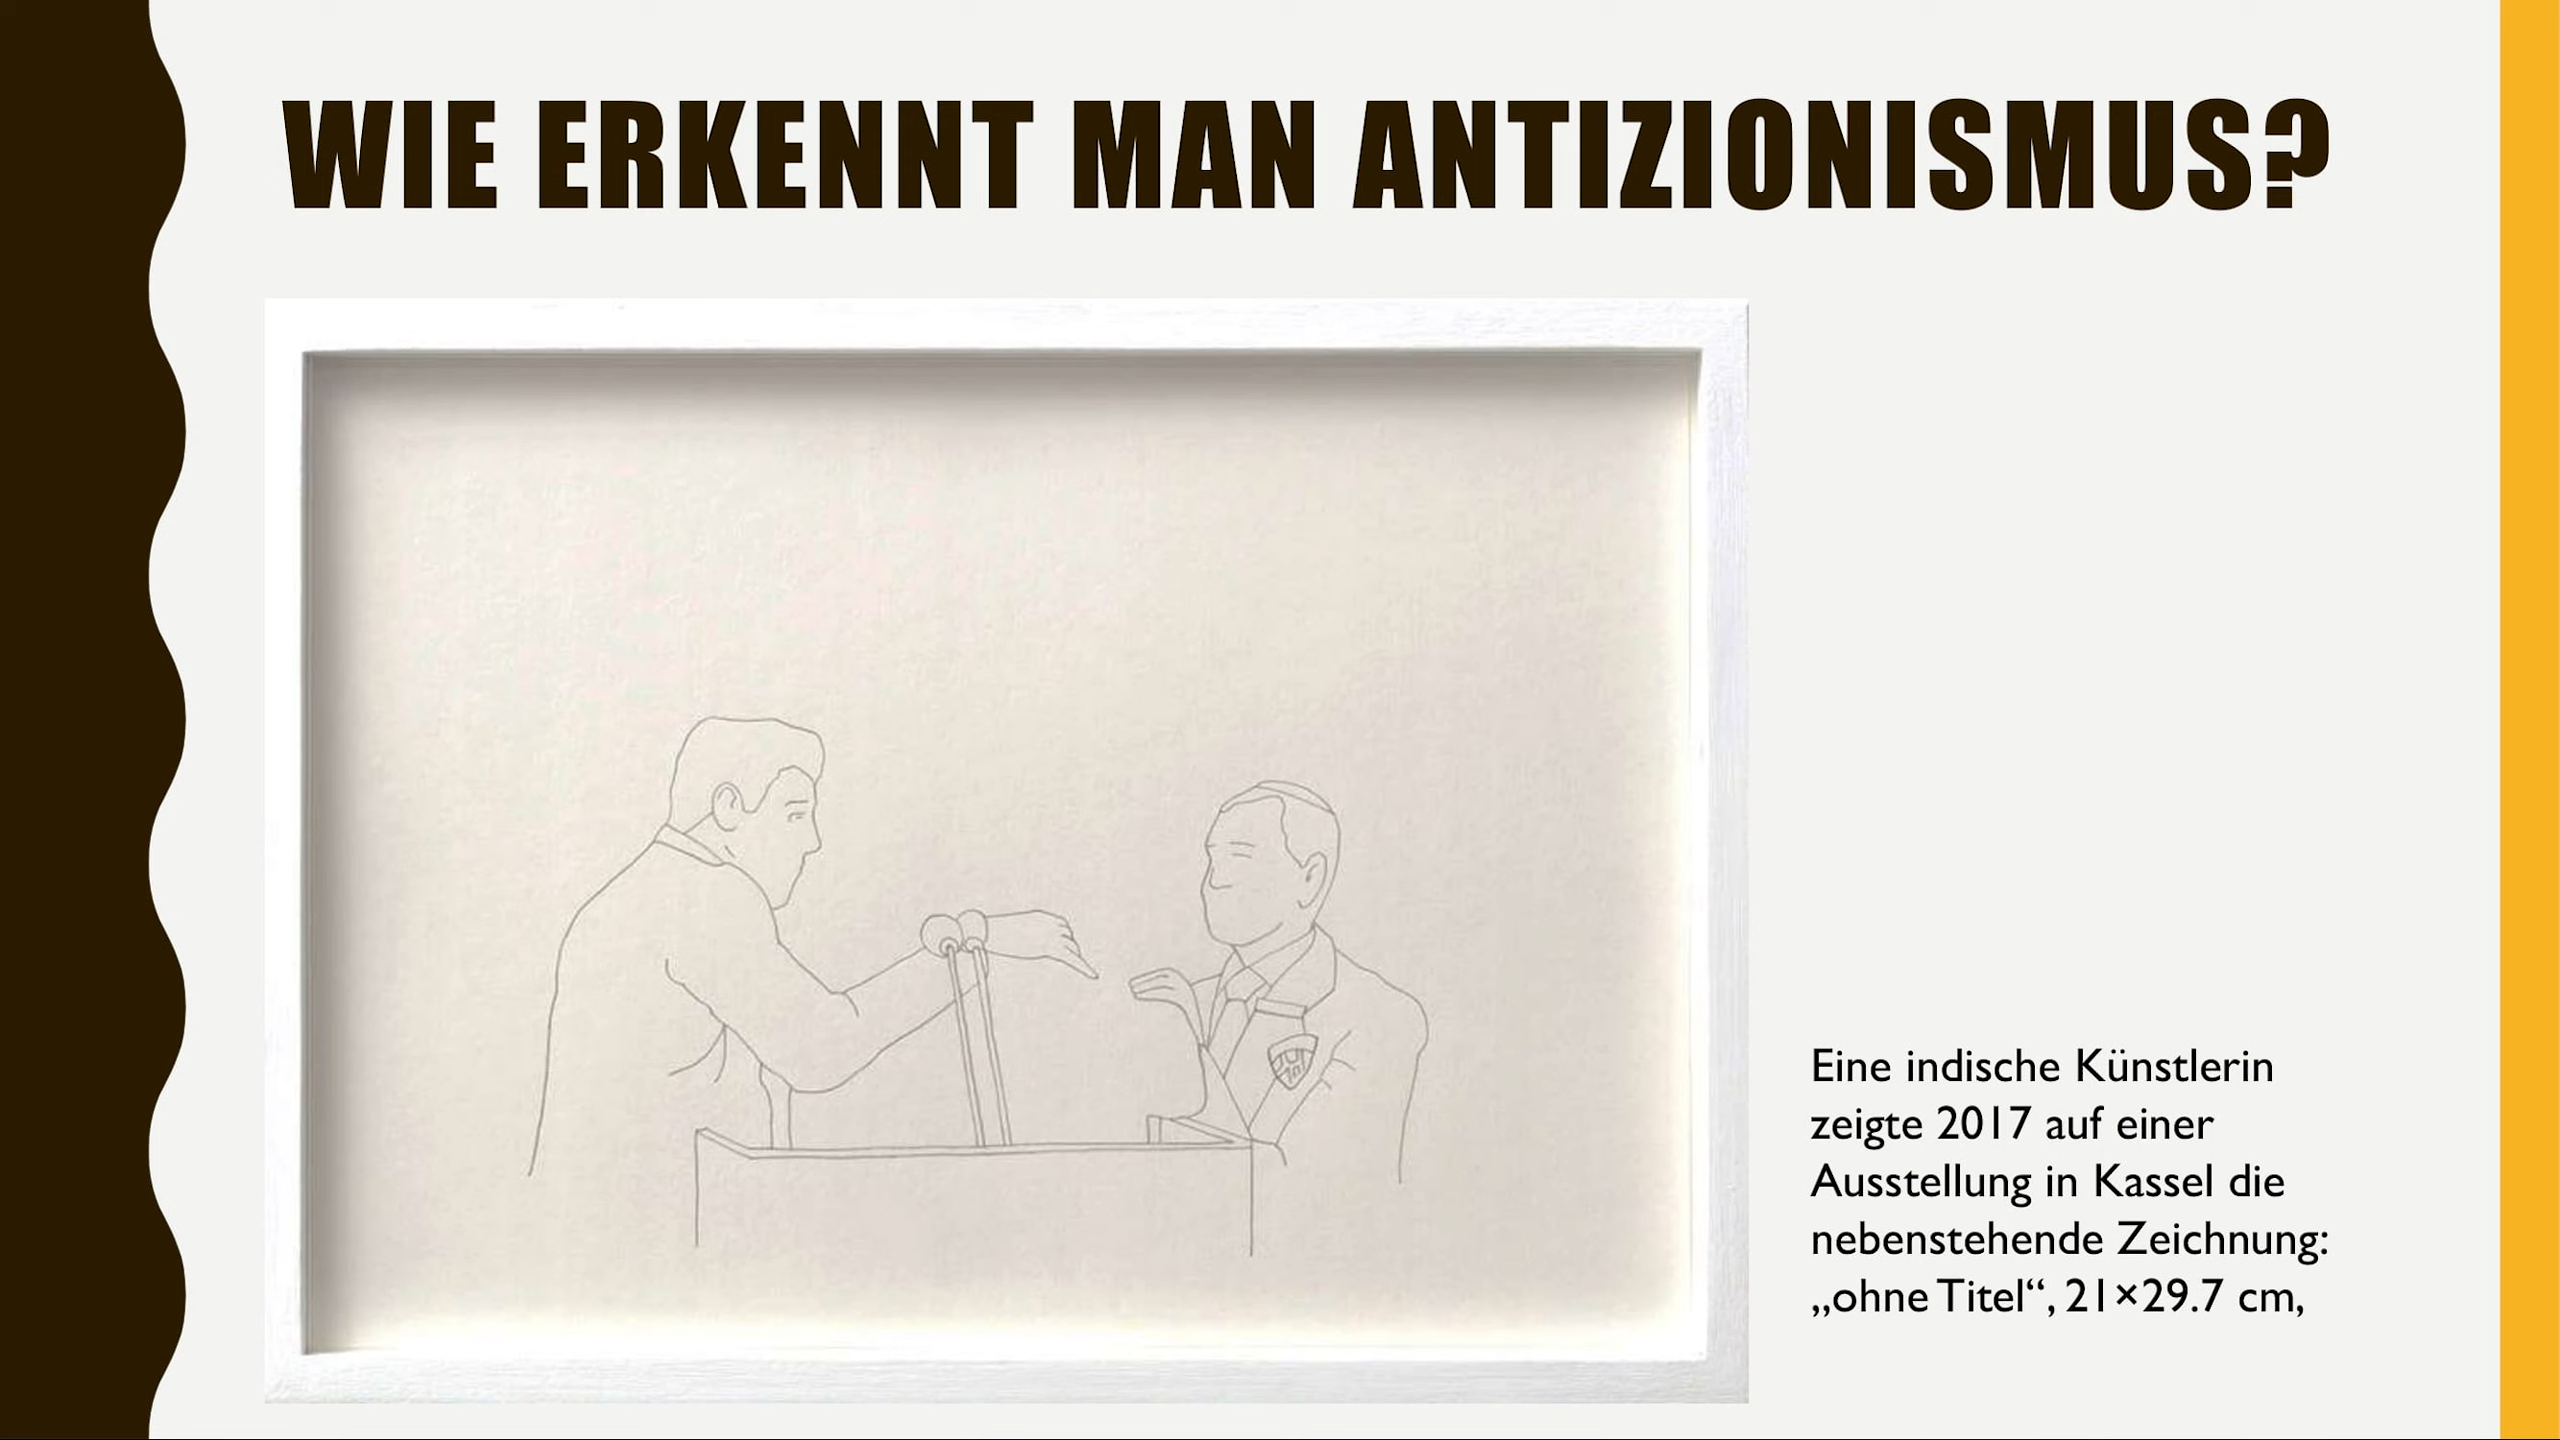 WIE ERKENNT MAN ANTIZIONISMUS?
Eine indische Künstlerin
zeigte 2017 auf einer
Ausstellung in Kassel die
nebenstehende Zeichnung:
„ohne Titel“, 21×29.7 cm,